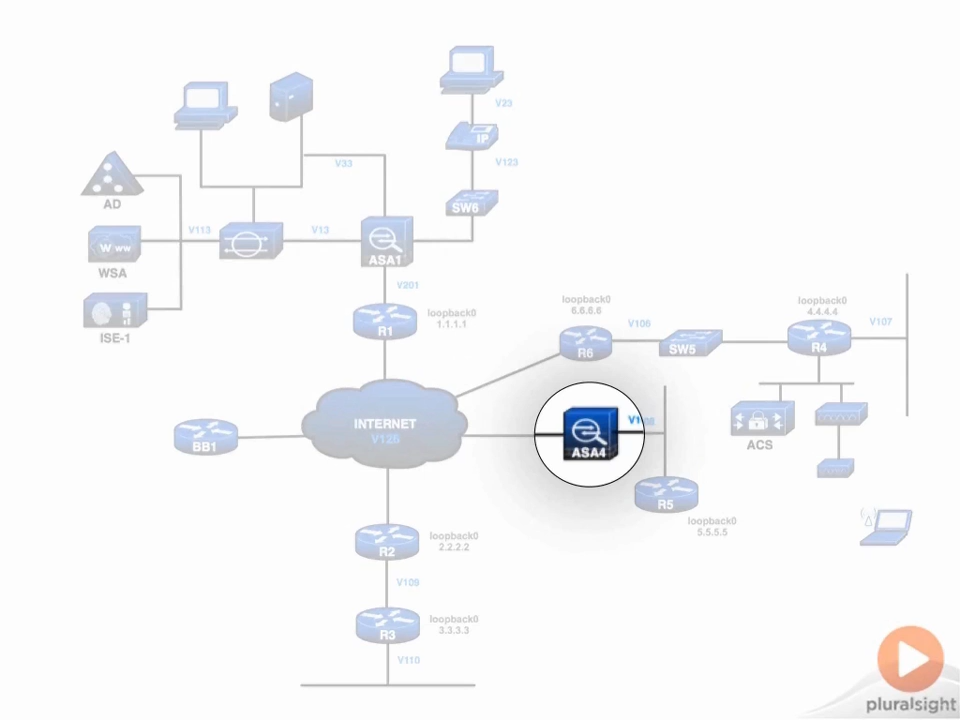 V23
IP
V33
V123
AD
SW6
V113
V13
W WW
ASA1
WSA
V201
loopback0
6.6.6.6
loopback0
4.4.4.4
loopback0
1.1.1.1
V106
V107
R1
ISE-1
R6
SW5
R4
INTERNET
V126
V1
ACS
BB1
ASA4
R5
loopback0
5.5.5.5
R2
loopback0
2.2.2.2
V109
R3
loopback0
3.3.3.3
V110
pluralsight